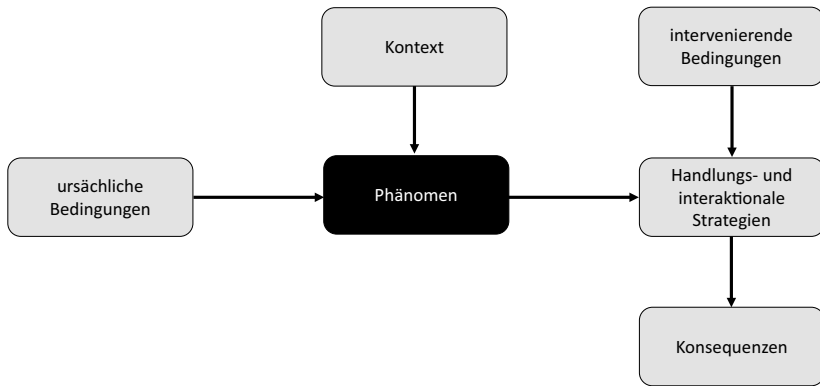 Kontext
intervenierende
Bedingungen
ursächliche
Bedingungen
Phänomen
Handlungs- und
interaktionale
Strategien
Konsequenzen